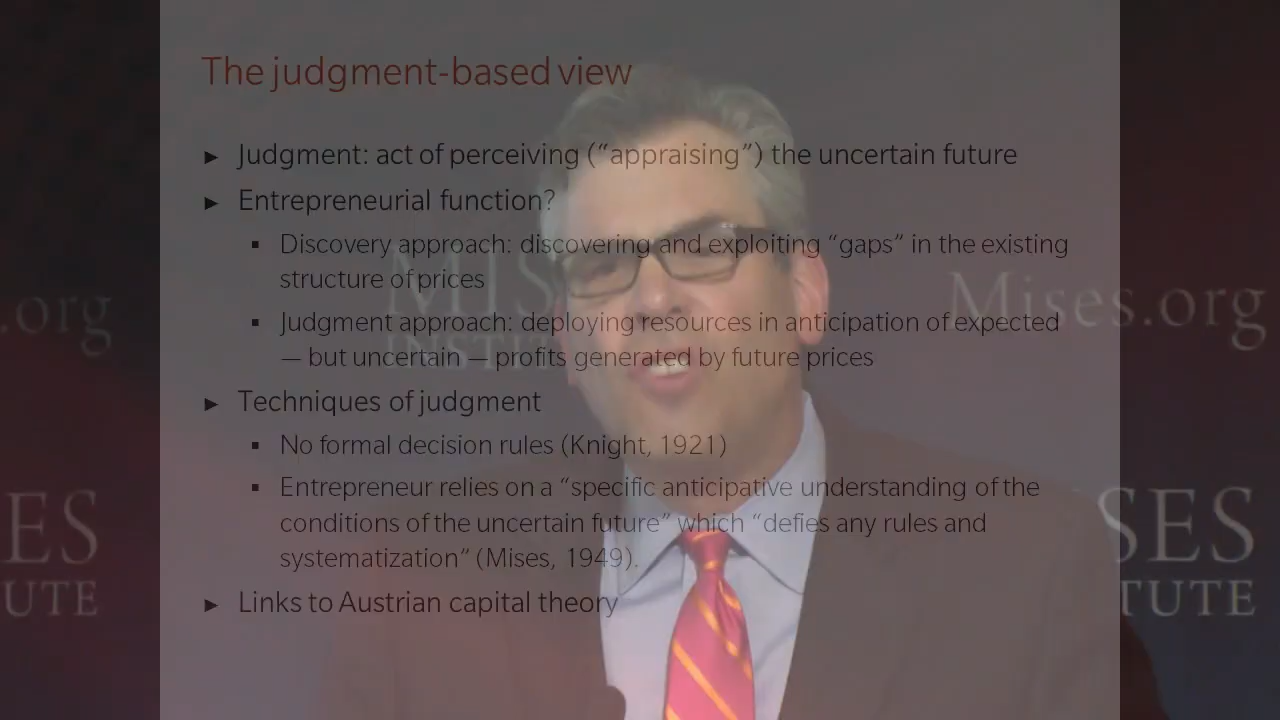 The judgment-based view
► Judgment: act of perceiving (“appraising”) the uncertain future
► Entrepreneurial function?
▪ Discovery approach: discovering and exploiting “gaps” in the existing
structure of prices
▪ Judgment approach: deploying resources in anticipation of expected
— but uncertain — profits generated by future prices
► Techniques of judgment
▪ No formal decision rules (Knight, 1921)
▪ Entrepreneur relies on a “specific anticipative understanding of the
conditions of the uncertain future” which “defies any rules and
systematization” (Mises, 1949).
► Links to Austrian capital theory
.org
MIS
INSTITU
Mises.org
ES
UTE
SES
TUTE